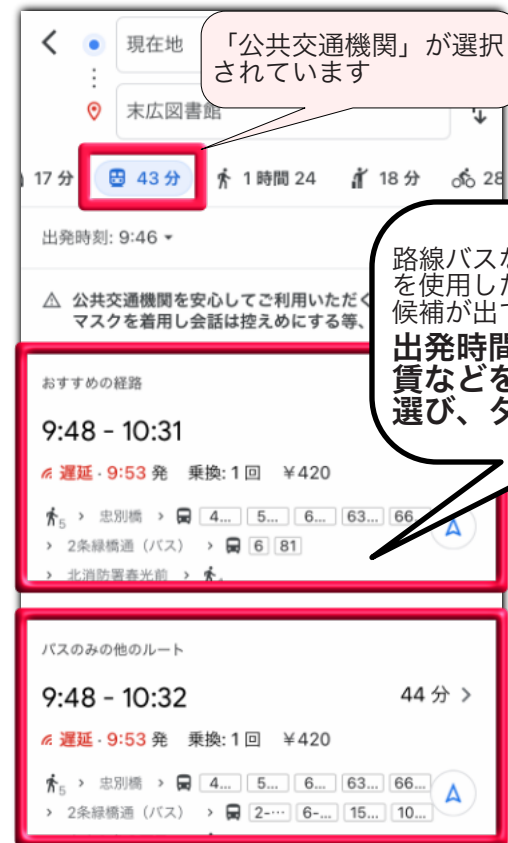 現在地
「公共交通機関」が選択
されています
末広図書館
17 分 43 分 1 時間 24 18 分 28
出発時刻: 9:46
公共交通機関を安心してご利用いただく
マスクを着用し会話は控えめにする等、
路線バスな
を使用した
候補が出て
出発時間
賃などを
選び、タ
おすすめの経路
9:48 – 10:31
遅延・9:53 発 乗換: 1 回 ¥420
5 › 忠別橋 › 4... 5... 6... 63... 66...
› 2条緑橋通（バス） › 6 81
› 北消防署春光前 ›
バスのみの他のルート
9:48 – 10:32 44 分 ›
遅延・9:53 発 乗換: 1 回 ¥420
5 › 忠別橋 › 4... 5... 6... 63... 66...
› 2条緑橋通（バス） › 2-… 6-... 15... 10...